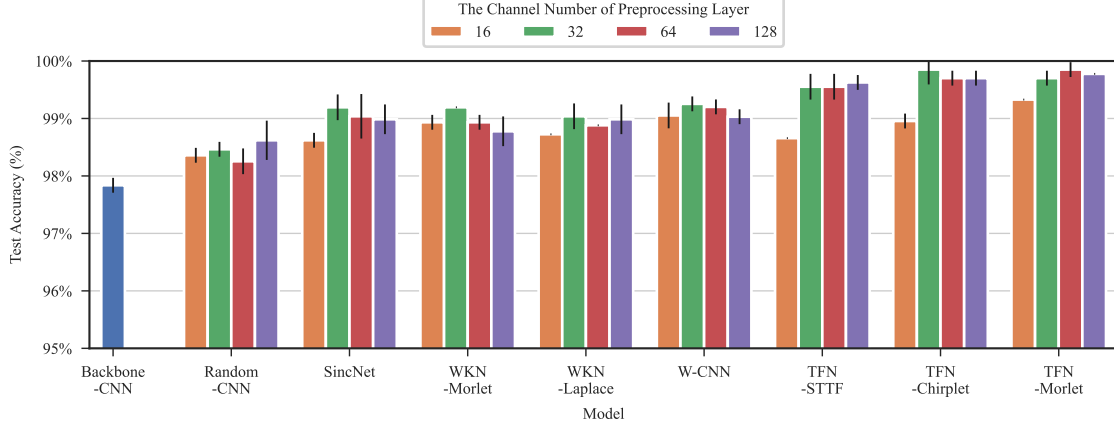 The Channel Number of Preprocessing Layer
16 32 64 128
Test Accuracy (%)
100%
99%
98%
97%
96%
95%
Backbone
-CNN
Random
-CNN
SincNet
WKN
-Morlet
WKN
-Laplace
W-CNN
TFN
-STTF
TFN
-Chirplet
TFN
-Morlet
Model